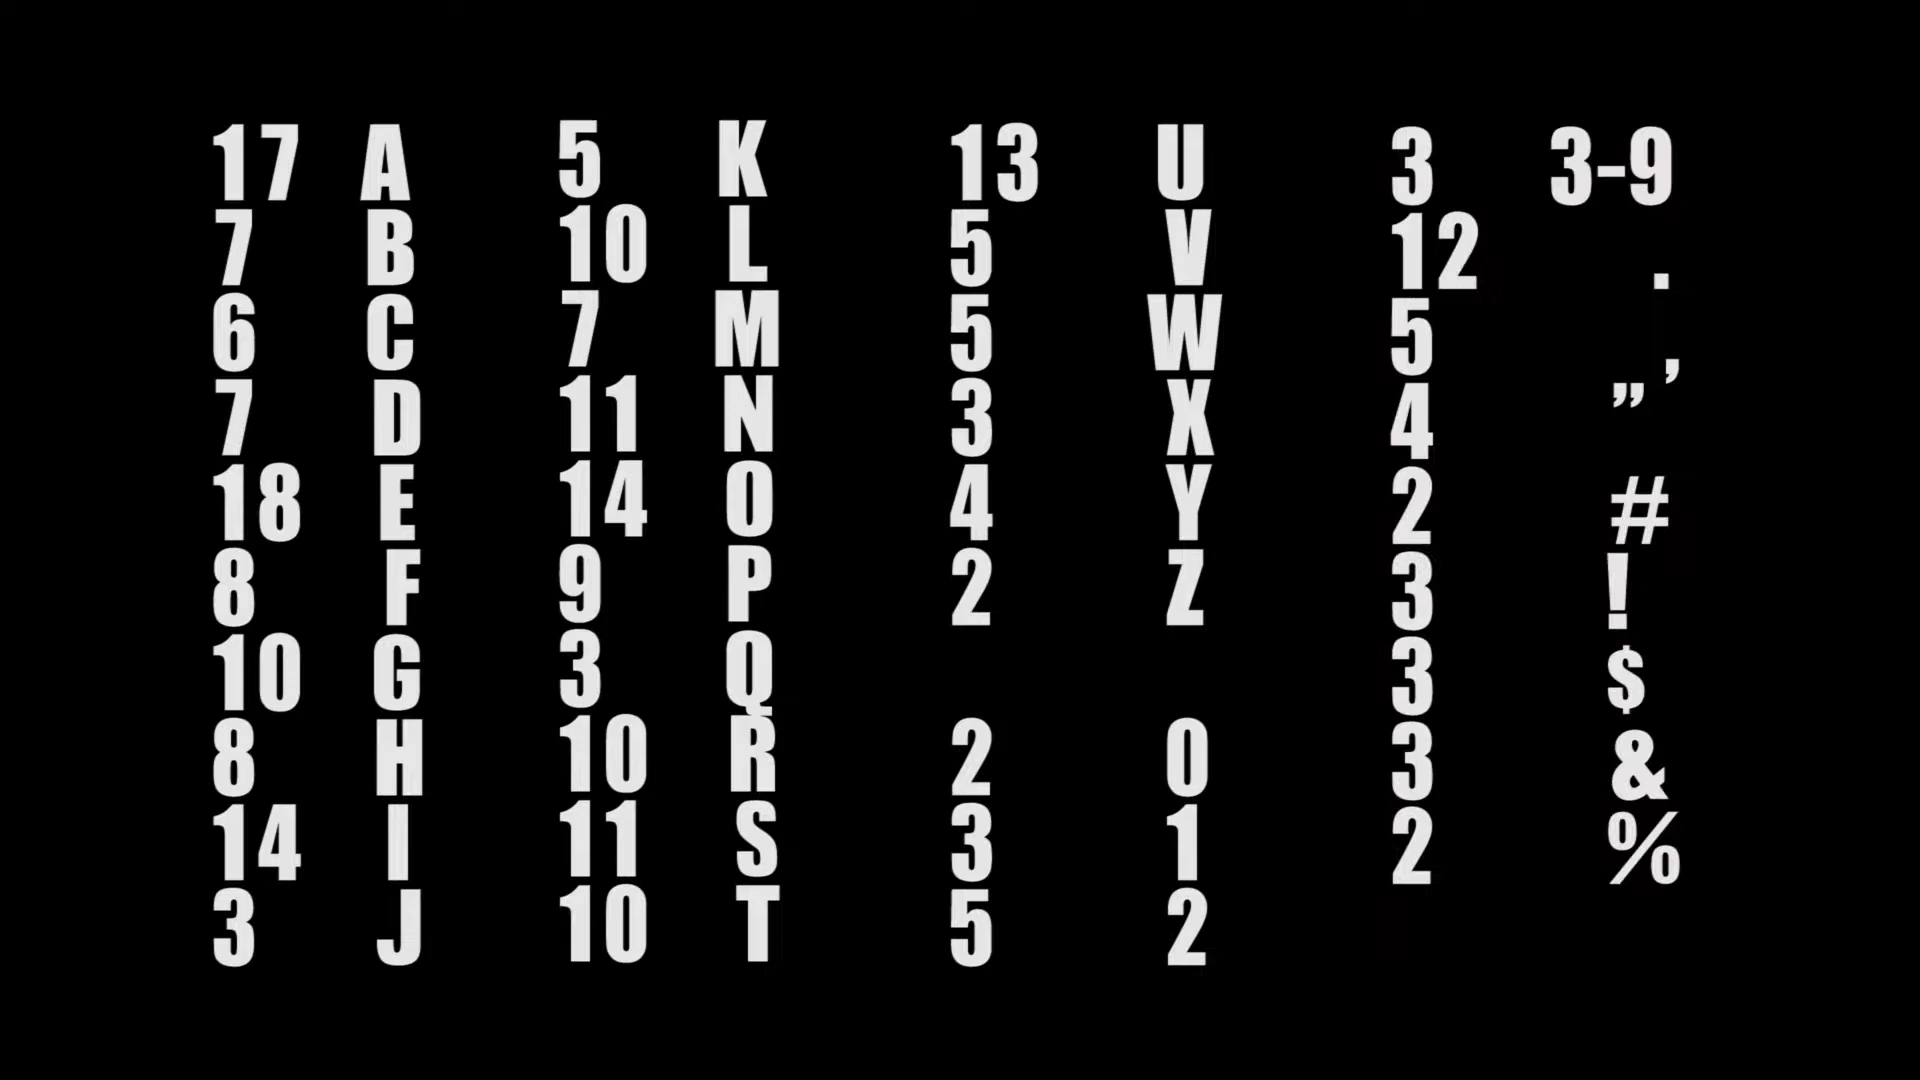 17 A 5 K 13 U 3 3-9
7 B 10 L 5 V 12 .
6 C 7 M 5 W 5 ,
7 D 11 N 3 X 4 ”
18 E 14 O 4 Y 2 #
8 F 9 P 2 Z 3 !
10 G 3 Q 3 $
8 H 10 R 2 0 3 &
14 I 11 S 3 1 2 %
3 J 10 T 5 2